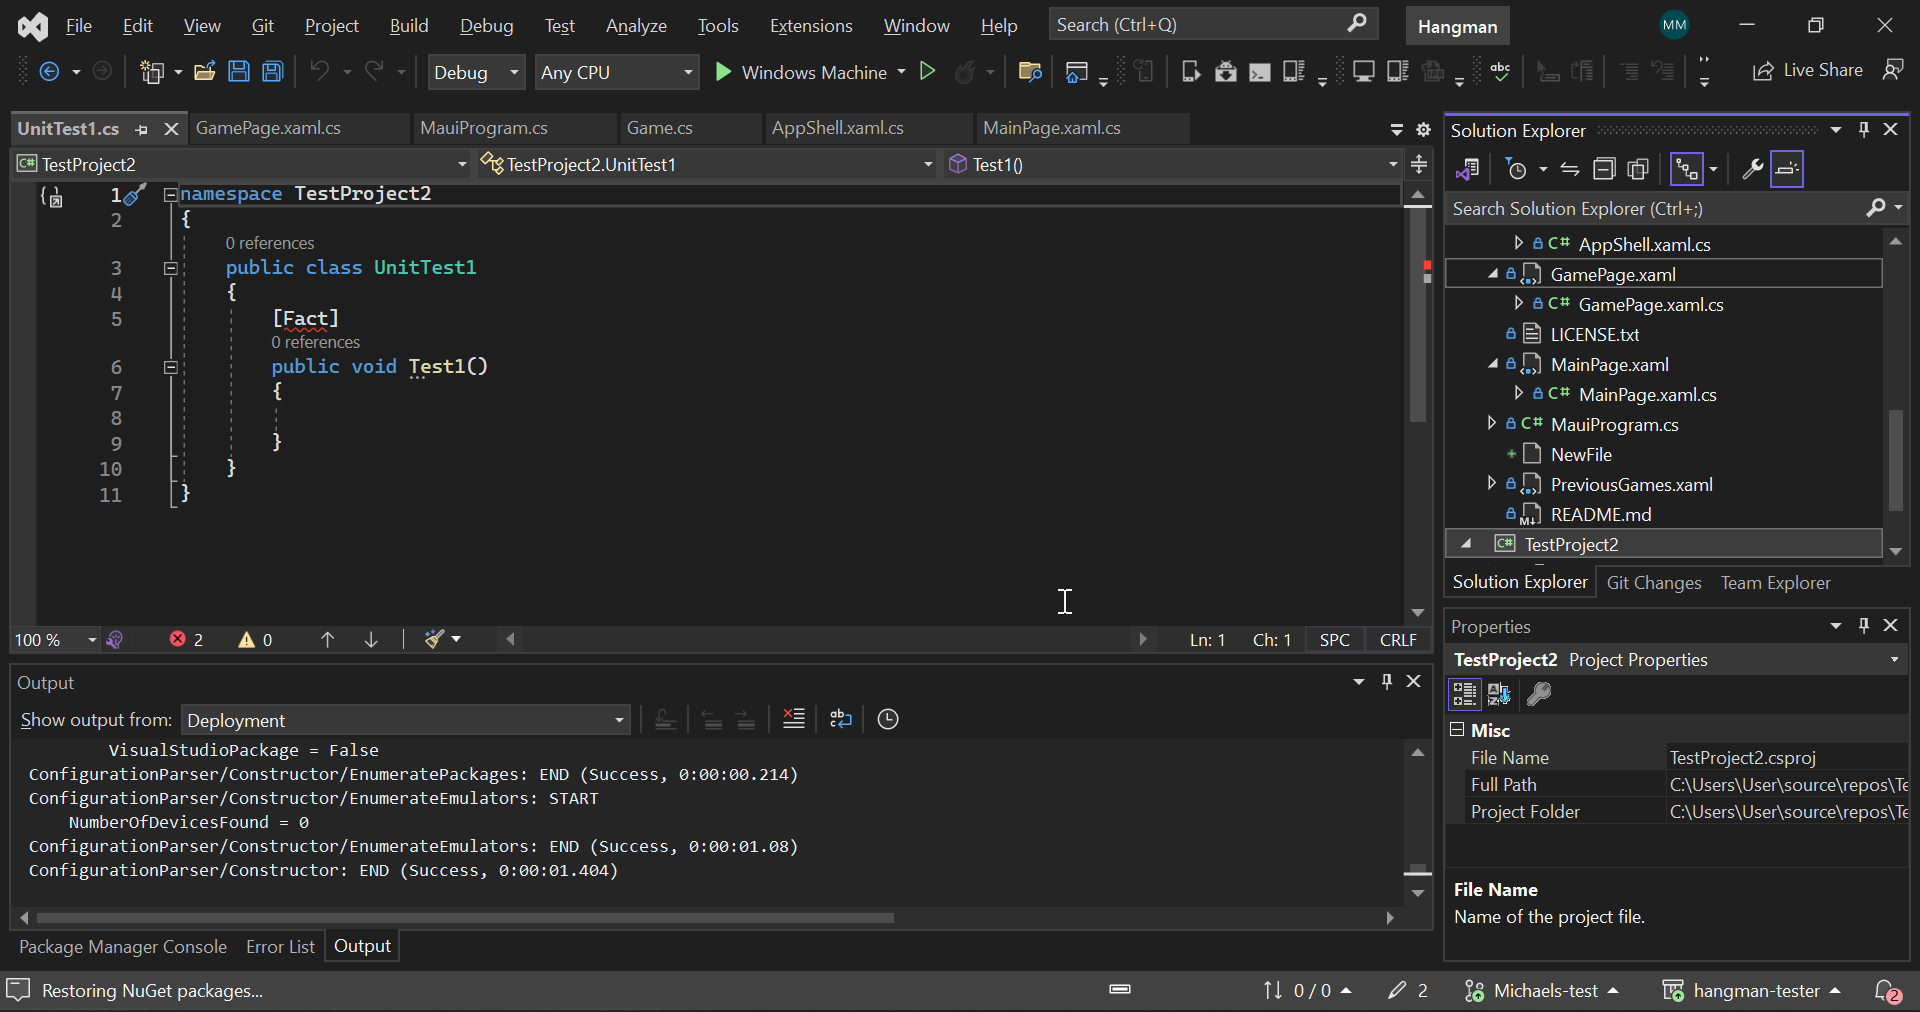 File Edit View Git Project Build Debug Test Analyze Tools Extensions Window Help Search (Ctrl+Q) Hangman MM
Debug Any CPU Windows Machine Live Share
UnitTest1.cs GamePage.xaml.cs MauiProgram.cs Game.cs AppShell.xaml.cs MainPage.xaml.cs
C# TestProject2 TestProject2.UnitTest1 Test1()
1 namespace TestProject2
2 {
0 references
3 public class UnitTest1
4 {
5 [Fact]
0 references
6 public void Test1()
7 {
8
9 }
10 }
11 }
100 % 2 0 Ln: 1 Ch: 1 SPC CRLF
Output
Show output from: Deployment
VisualStudioPackage = False
ConfigurationParser/Constructor/EnumeratePackages: END (Success, 0:00:00.214)
ConfigurationParser/Constructor/EnumerateEmulators: START
NumberOfDevicesFound = 0
ConfigurationParser/Constructor/EnumerateEmulators: END (Success, 0:00:01.08)
ConfigurationParser/Constructor: END (Success, 0:00:01.404)
Package Manager Console Error List Output
Solution Explorer
Search Solution Explorer (Ctrl+;)
C# AppShell.xaml.cs
GamePage.xaml
C# GamePage.xaml.cs
LICENSE.txt
MainPage.xaml
C# MainPage.xaml.cs
C# MauiProgram.cs
+ NewFile
PreviousGames.xaml
README.md
C# TestProject2
Solution Explorer Git Changes Team Explorer
Properties
TestProject2 Project Properties
Misc
File Name TestProject2.csproj
Full Path C:\Users\User\source\repos\Te
Project Folder C:\Users\User\source\repos\Te
File Name
Name of the project file.
Restoring NuGet packages... 0 / 0 2 Michaels-test hangman-tester 2